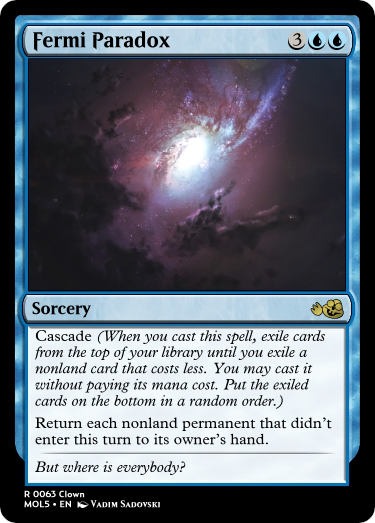 Fermi Paradox 3
Sorcery
Cascade (When you cast this spell, exile cards
from the top of your library until you exile a
nonland card that costs less. You may cast it
without paying its mana cost. Put the exiled
cards on the bottom in a random order.)
Return each nonland permanent that didn't
enter this turn to its owner's hand.
But where is everybody?
R 0063 Clown
MOL5 • EN Vadim Sadovski